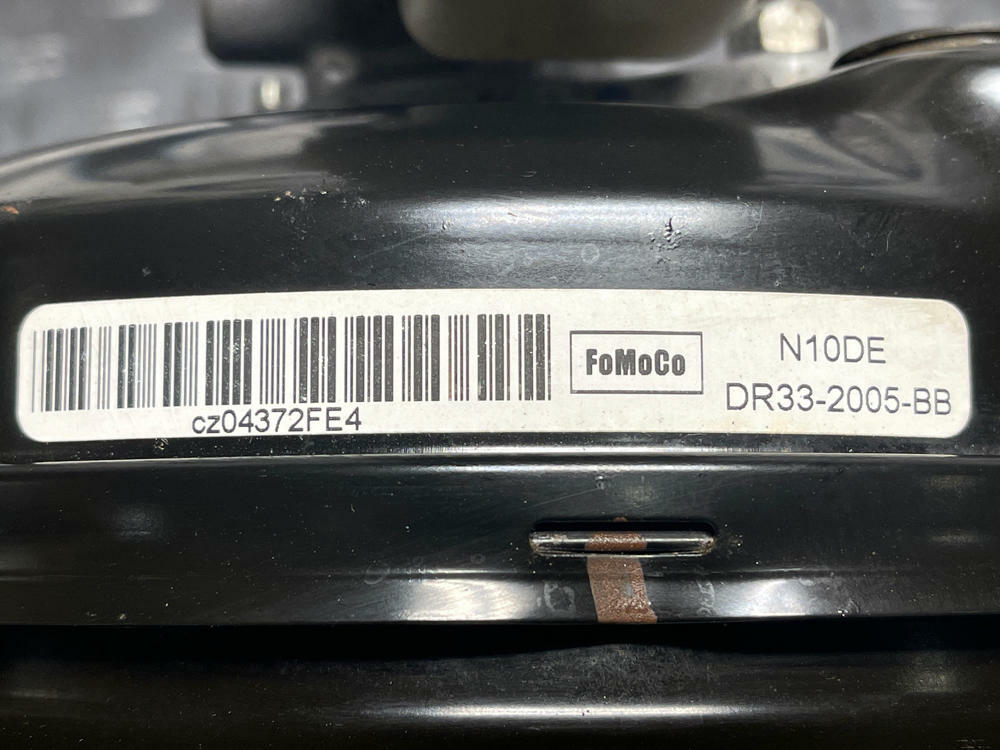 cz04372FE4
FoMoCo
N10DE
DR33-2005-BB